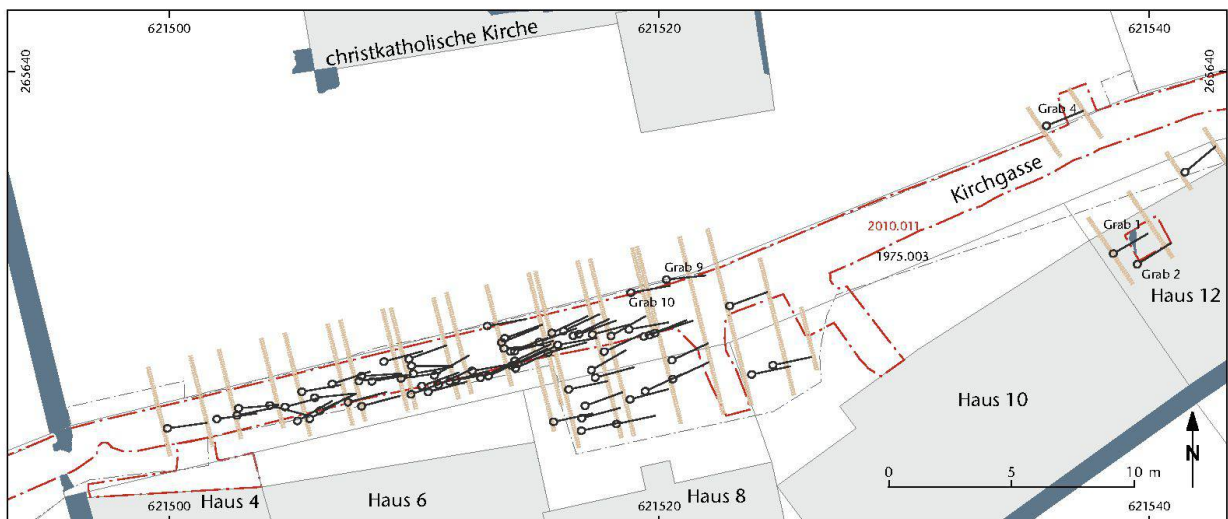 621500
621520
621540
christkatholische Kirche
265640
265640
Grab 4
Kirchgasse
Grab 1
2010.011
1975.003
Grab 9
Grab 2
Grab 10
Haus 12
Haus 10
N
0
5
10 m
Haus 4
Haus 6
Haus 8
621500
621520
621540